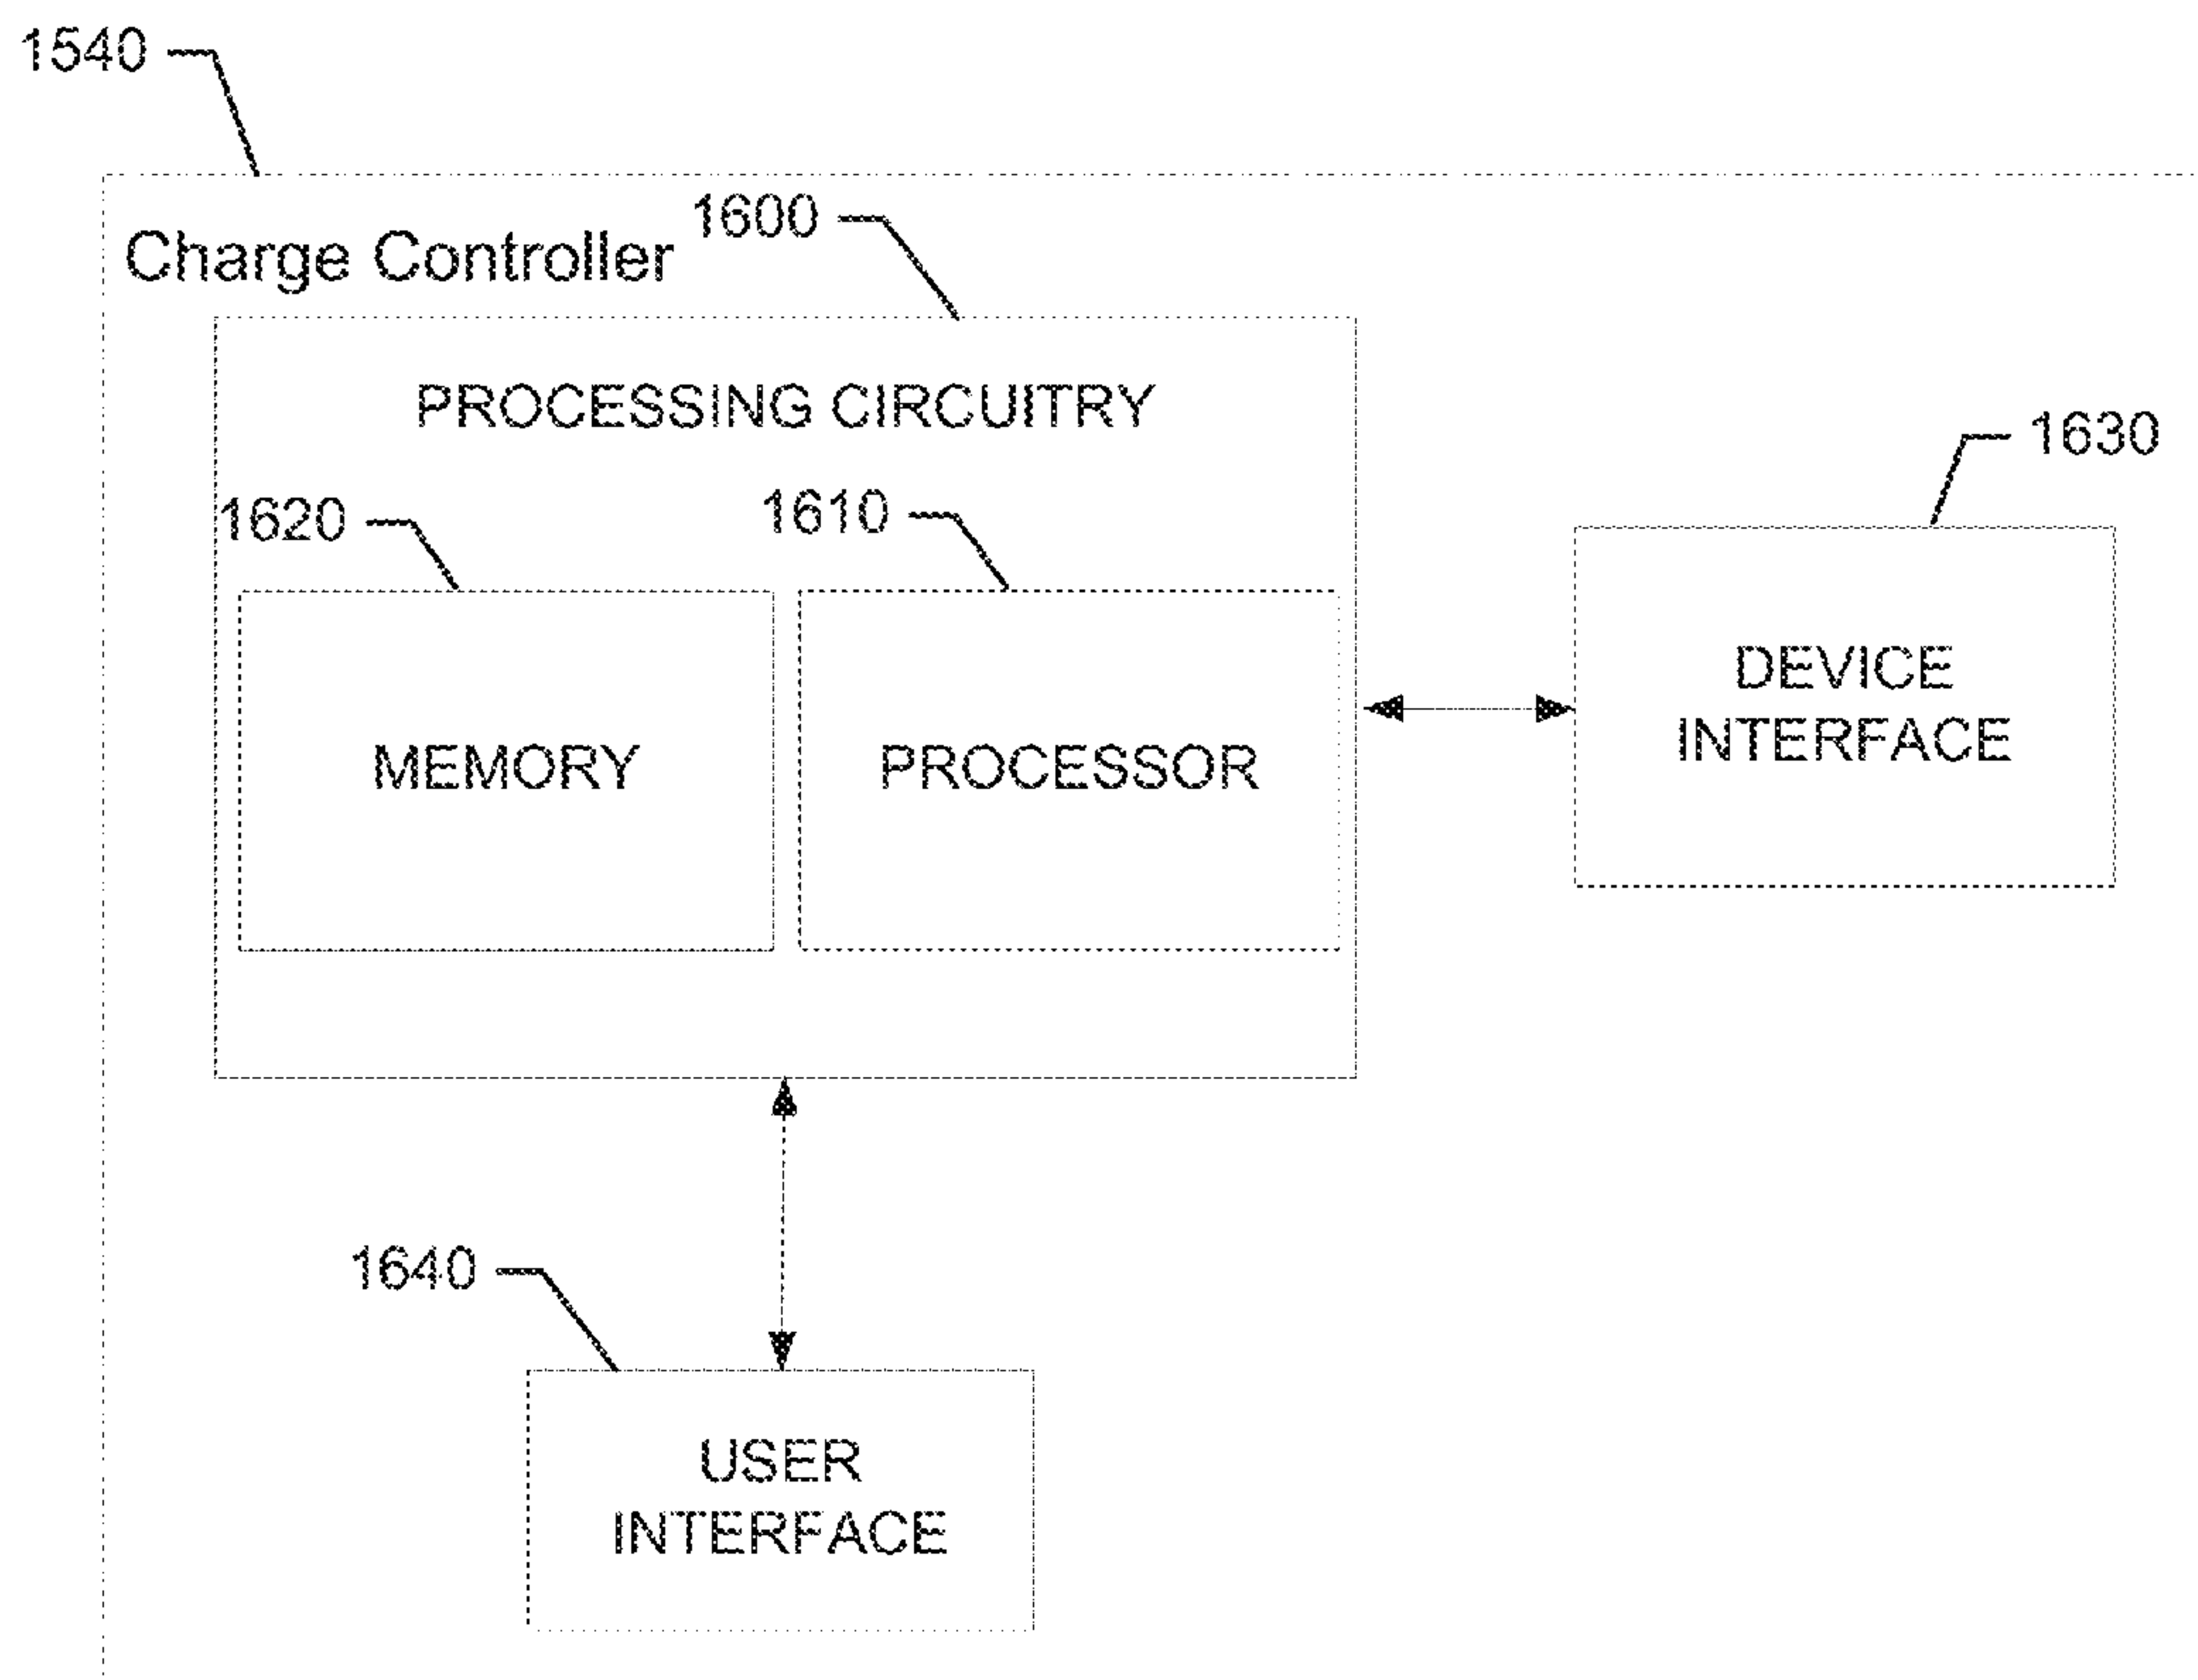 1540
1600
Charge Controller
PROCESSING CIRCUITRY
1630
1620
1610
DEVICE
INTERFACE
MEMORY
PROCESSOR
1640
USER
INTERFACE